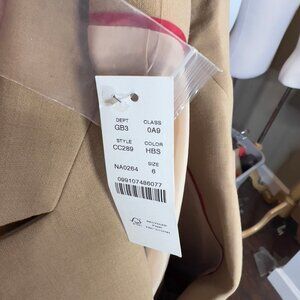 DEPT CLASS
GB3 0A9
STYLE COLOR
CC289 HBS
SIZE
NA0264 6
099107486077